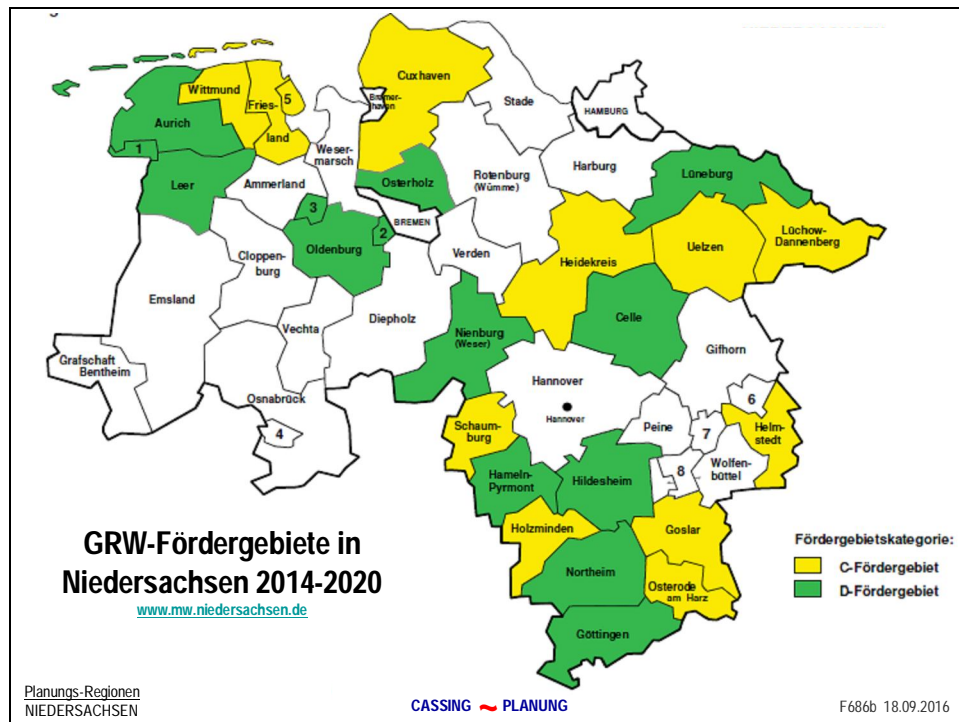 Cuxhaven
Wittmund
5
Fries-
land
Bremer-
haven
Stade
HAMBURG
Aurich
1
Weser-
marsch
Harburg
Lüneburg
Leer
Ammerland
Osterholz
Rotenburg
(Wümme)
3
2
BREMEN
Oldenburg
Verden
Heidekreis
Uelzen
Lüchow-
Dannenberg
Cloppen-
burg
Emsland
Vechta
Diepholz
Nienburg
(Weser)
Celle
Gifhorn
Grafschaft
Bentheim
Osnabrück
4
Hannover
Hannover
6
Schaum-
burg
Peine
7
Helm-
stedt
Hameln-
Pyrmont
Hildesheim
8
Wolfen-
büttel
Holzminden
Goslar
Northeim
Osterode
am Harz
Göttingen
GRW-Fördergebiete in
Niedersachsen 2014-2020
www.mw.niedersachsen.de
Fördergebietskategorie:
C-Fördergebiet
D-Fördergebiet
Planungs-Regionen
NIEDERSACHSEN
CASSING ~ PLANUNG
F686b 18.09.2016